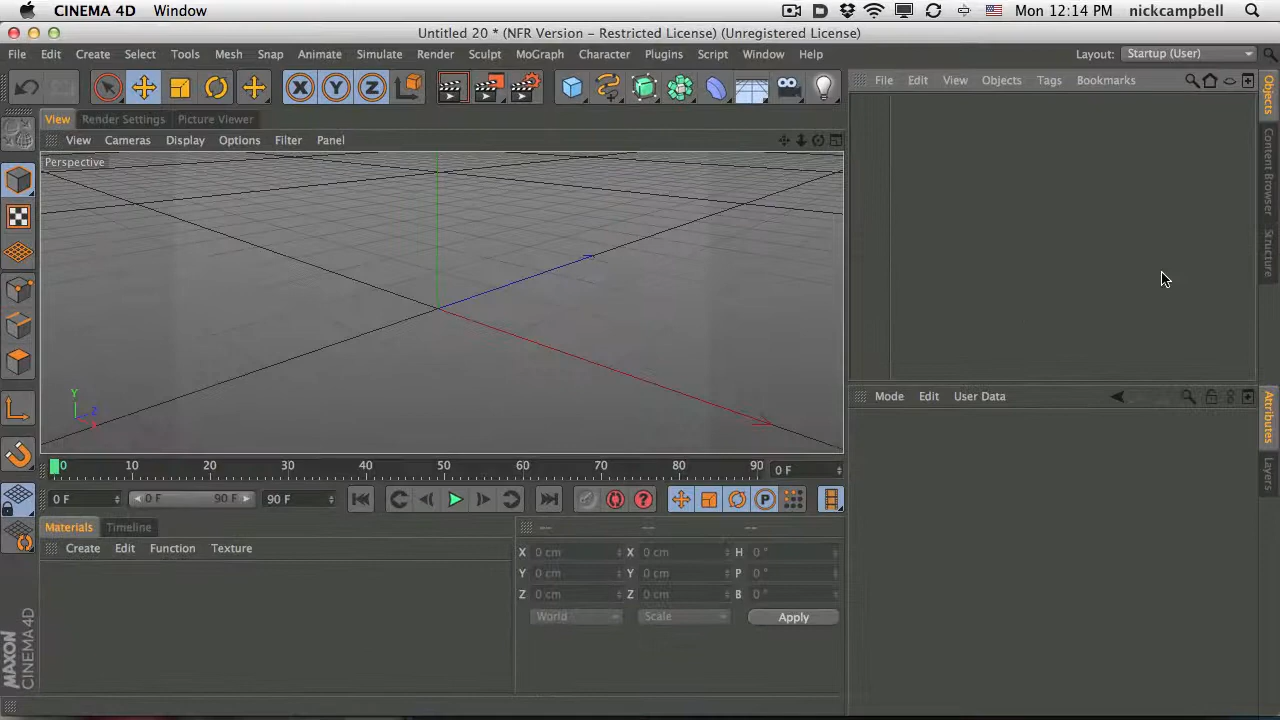 CINEMA 4D Window Mon 12:14 PM nickcampbell
Untitled 20 * (NFR Version - Restricted License) (Unregistered License)
File Edit Create Select Tools Mesh Snap Animate Simulate Render Sculpt MoGraph Character Plugins Script Window Help Layout: Startup (User)
X Y Z File Edit View Objects Tags Bookmarks
View Render Settings Picture Viewer
View Cameras Display Options Filter Panel
Perspective
Objects
Content Browser
Structure
Y
Z
X
Mode Edit User Data
Attributes
Layers
0 10 20 30 40 50 60 70 80 90 0 F
0 F 0 F 90 F 90 F ? P
Materials Timeline -- -- --
Create Edit Function Texture
X 0 cm X 0 cm H 0 °
Y 0 cm Y 0 cm P 0 °
Z 0 cm Z 0 cm B 0 °
World Scale Apply
MAXON
CINEMA 4D